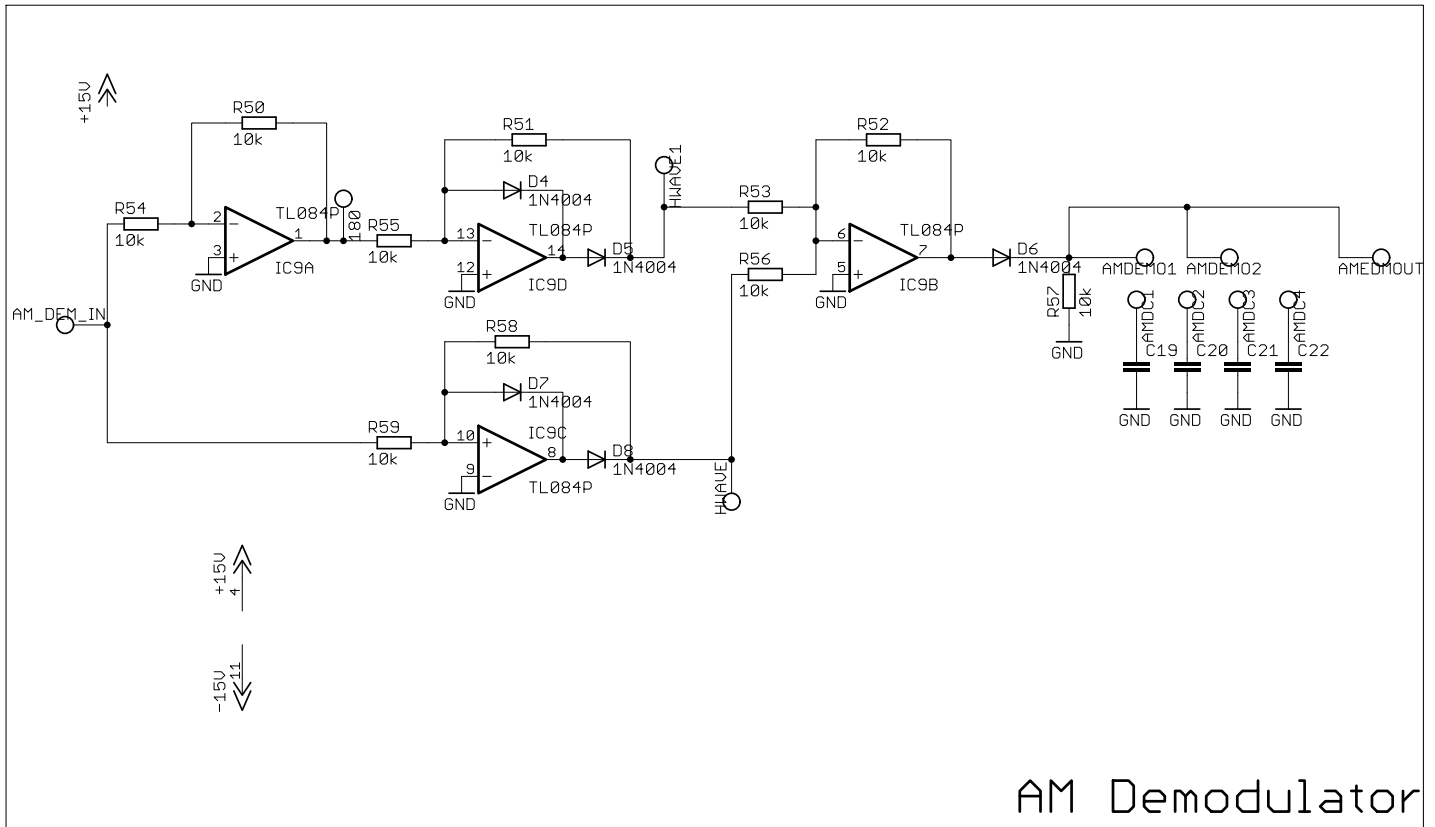 +15V
R50
10k
R54
10k
2
3
1
TL084P
IC9A
GND
180
R55
10k
R51
10k
D4
1N4004
TL084P
13
12
14
IC9D
GND
D5
1N4004
HWAVE1
R53
10k
R56
10k
R52
10k
TL084P
6
5
7
IC9B
GND
D6
1N4004
R57
10k
GND
AMDEMO1
AMDEMO2
AMEDMOUT
AMDC1
AMDC2
AMDC3
AMDC4
C19
C20
C21
C22
GND
GND
GND
GND
AM_DEM_IN
R58
10k
D7
1N4004
R59
10k
IC9C
10
9
8
TL084P
GND
D8
1N4004
HWAVE
+15V
4
-15V
11
AM Demodulator